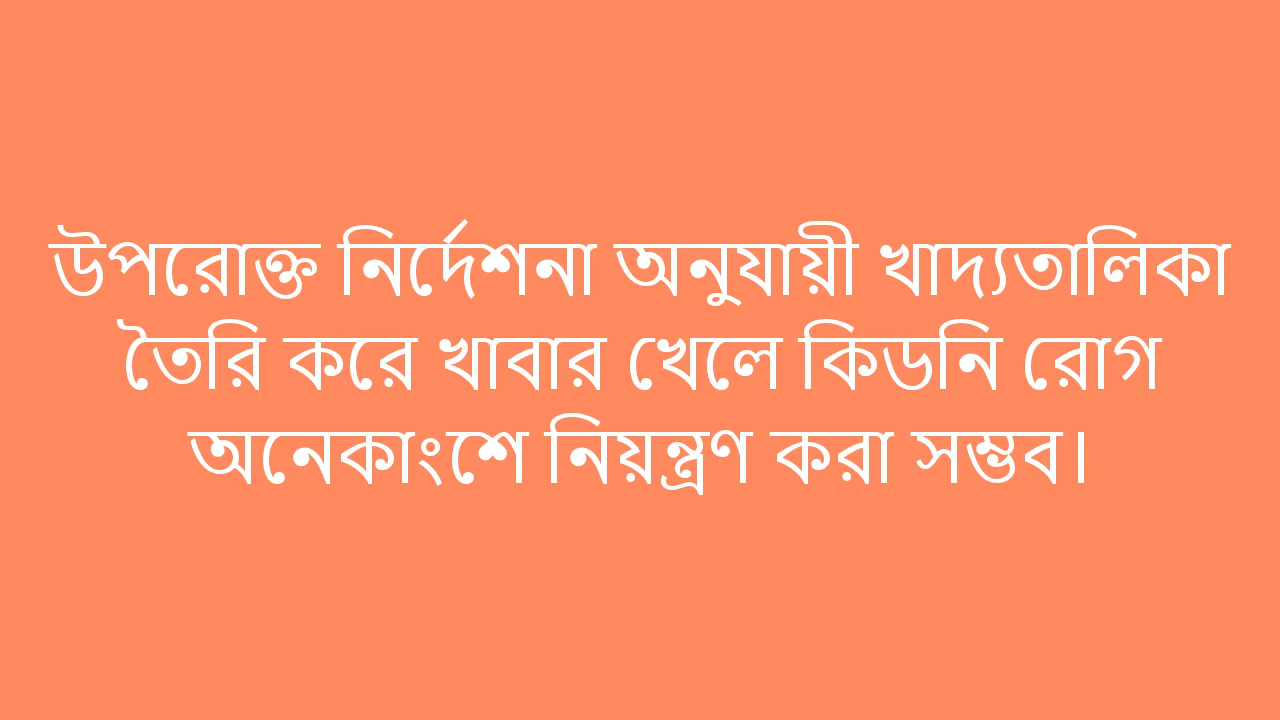 উপরোক্ত নির্দেশনা অনুযায়ী খাদ্যতালিকা
তৈরি করে খাবার খেলে কিডনি রোগ
অনেকাংশে নিয়ন্ত্রণ করা সম্ভব।